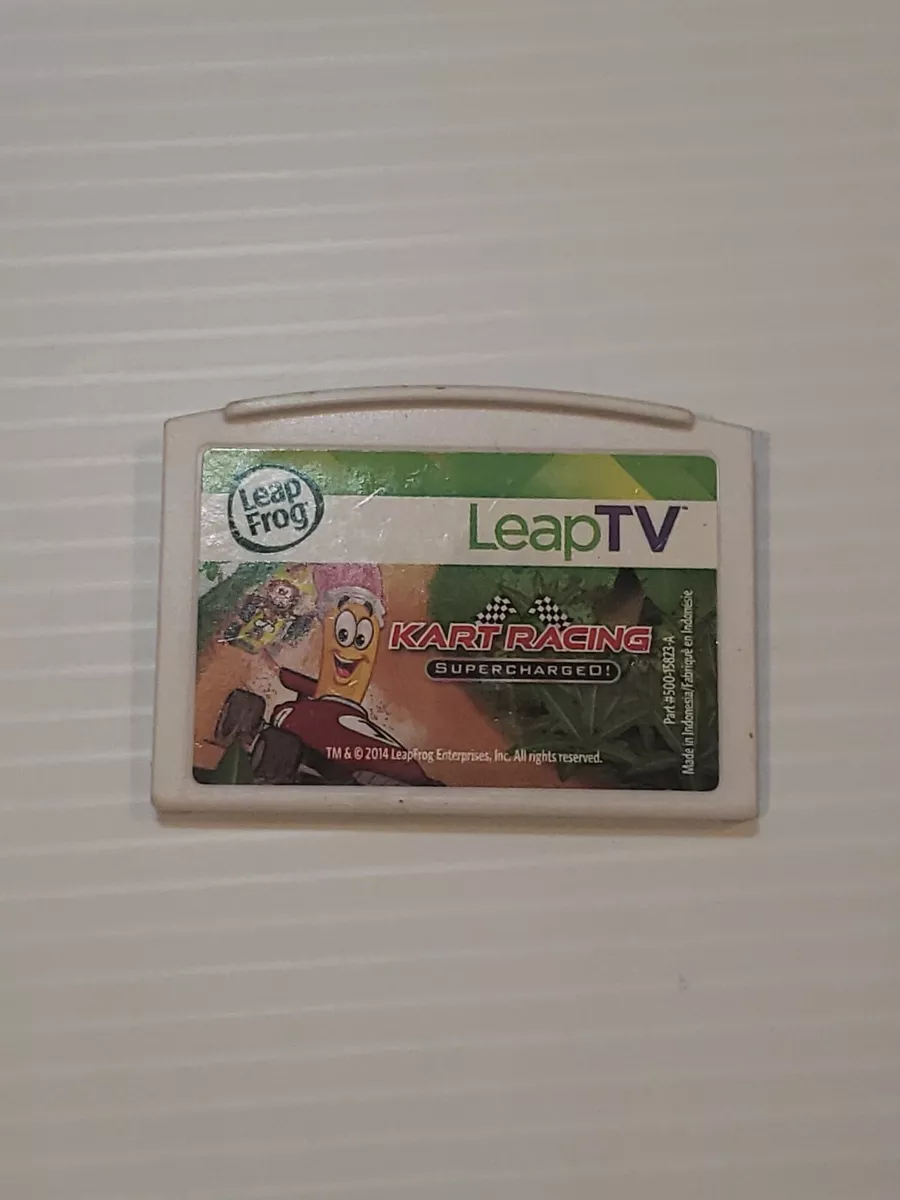 Leap
Frog
LeapTV™
KART RACING
SUPERCHARGED!
TM & © 2014 LeapFrog Enterprises, Inc. All rights reserved.
Part #500-15823-A
Made in Indonesia/Fabriqué en Indonésie